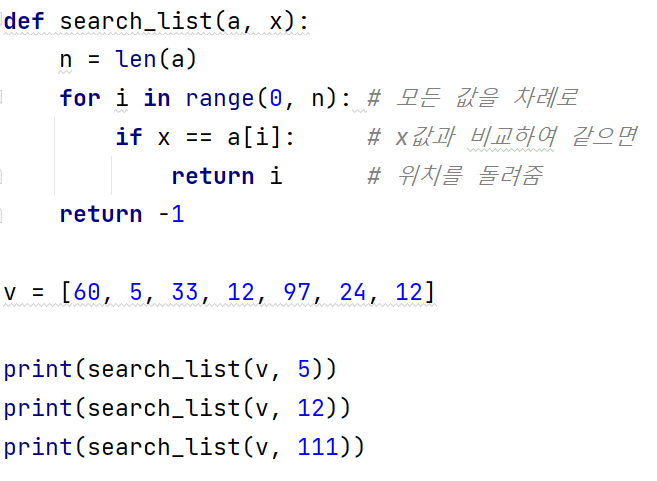 def search_list(a, x):
    n = len(a)
    for i in range(0, n): # 모든 값을 차례로
        if x == a[i]:     # x값과 비교하여 같으면
            return i      # 위치를 돌려줌
    return -1

v = [60, 5, 33, 12, 97, 24, 12]

print(search_list(v, 5))
print(search_list(v, 12))
print(search_list(v, 111))